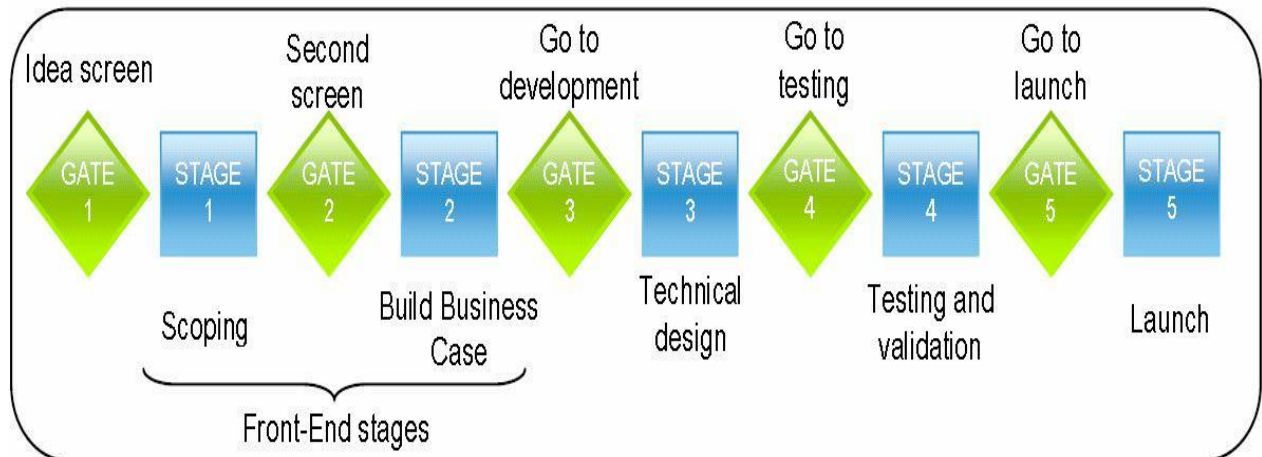 Idea screen
Second
screen
Go to
development
Go to
testing
Go to
launch
GATE
1
STAGE
1
GATE
2
STAGE
2
GATE
3
STAGE
3
GATE
4
STAGE
4
GATE
5
STAGE
5
Scoping
Build Business
Case
Technical
design
Testing and
validation
Launch
Front-End stages